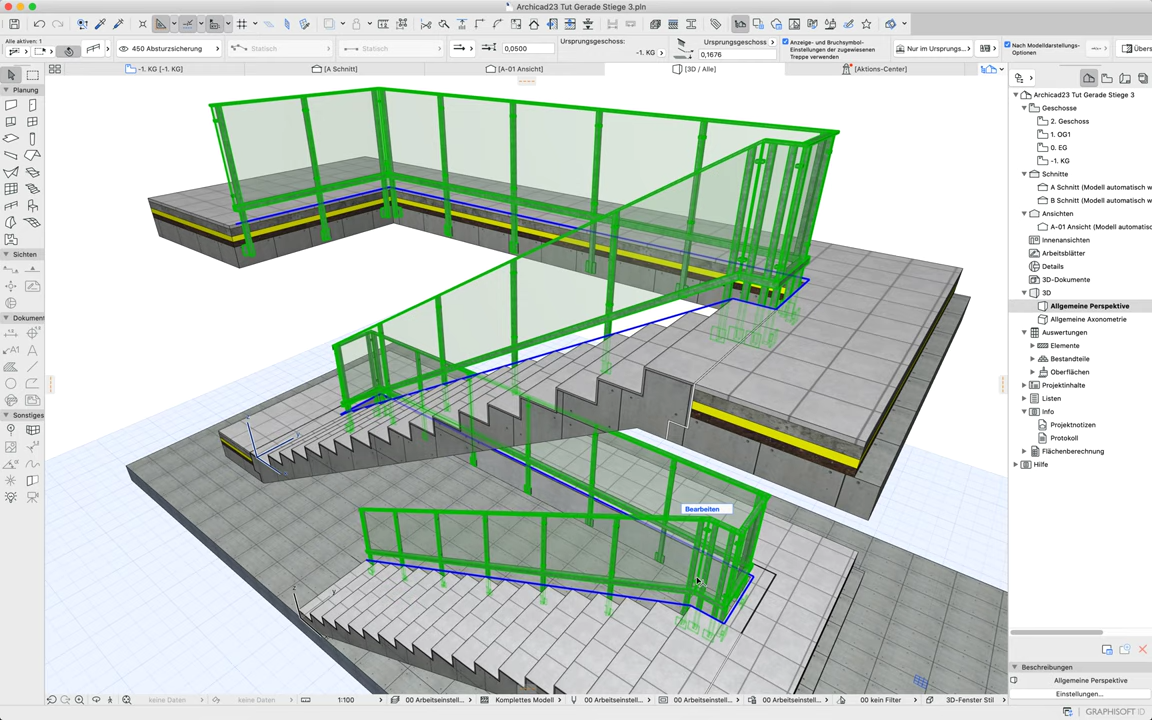 Archicad23 Tut Gerade Stiege 3.pln
Alle aktiven: 1
450 Absturzsicherung
Statisch
Statisch
0,0500
Ursprungsgeschoss:
-1. KG
Ursprungsgeschoss
0,1676
Anzeige- und Bruchsymbol-
Einstellungen der zugewiesenen
Treppe verwenden
Nur im Ursprungs...
Nach Modelldarstellungs-
Optionen
Übers
-1. KG [-1. KG]
[A Schnitt]
[A-01 Ansicht]
[3D / Alle]
[Aktions-Center]
Planung
Sichten
Dokument
Sonstiges
Bearbeiten
Archicad23 Tut Gerade Stiege 3
Geschosse
2. Geschoss
1. OG1
0. EG
-1. KG
Schnitte
A Schnitt (Modell automatisch w
B Schnitt (Modell automatisch w
Ansichten
A-01 Ansicht (Modell automatisc
Innenansichten
Arbeitsblätter
Details
3D-Dokumente
3D
Allgemeine Perspektive
Allgemeine Axonometrie
Auswertungen
Elemente
Bestandteile
Oberflächen
Projektinhalte
Listen
Info
Projektnotizen
Protokoll
Flächenberechnung
Hilfe
Beschreibungen
Allgemeine Perspektive
Einstellungen...
keine Daten
keine Daten
1:100
00 Arbeitseinstell...
Komplettes Modell
00 Arbeitseinstell...
00 Arbeitseinstell...
00 Arbeitseinstell...
00 kein Filter
3D-Fenster Stil
GRAPHISOFT ID